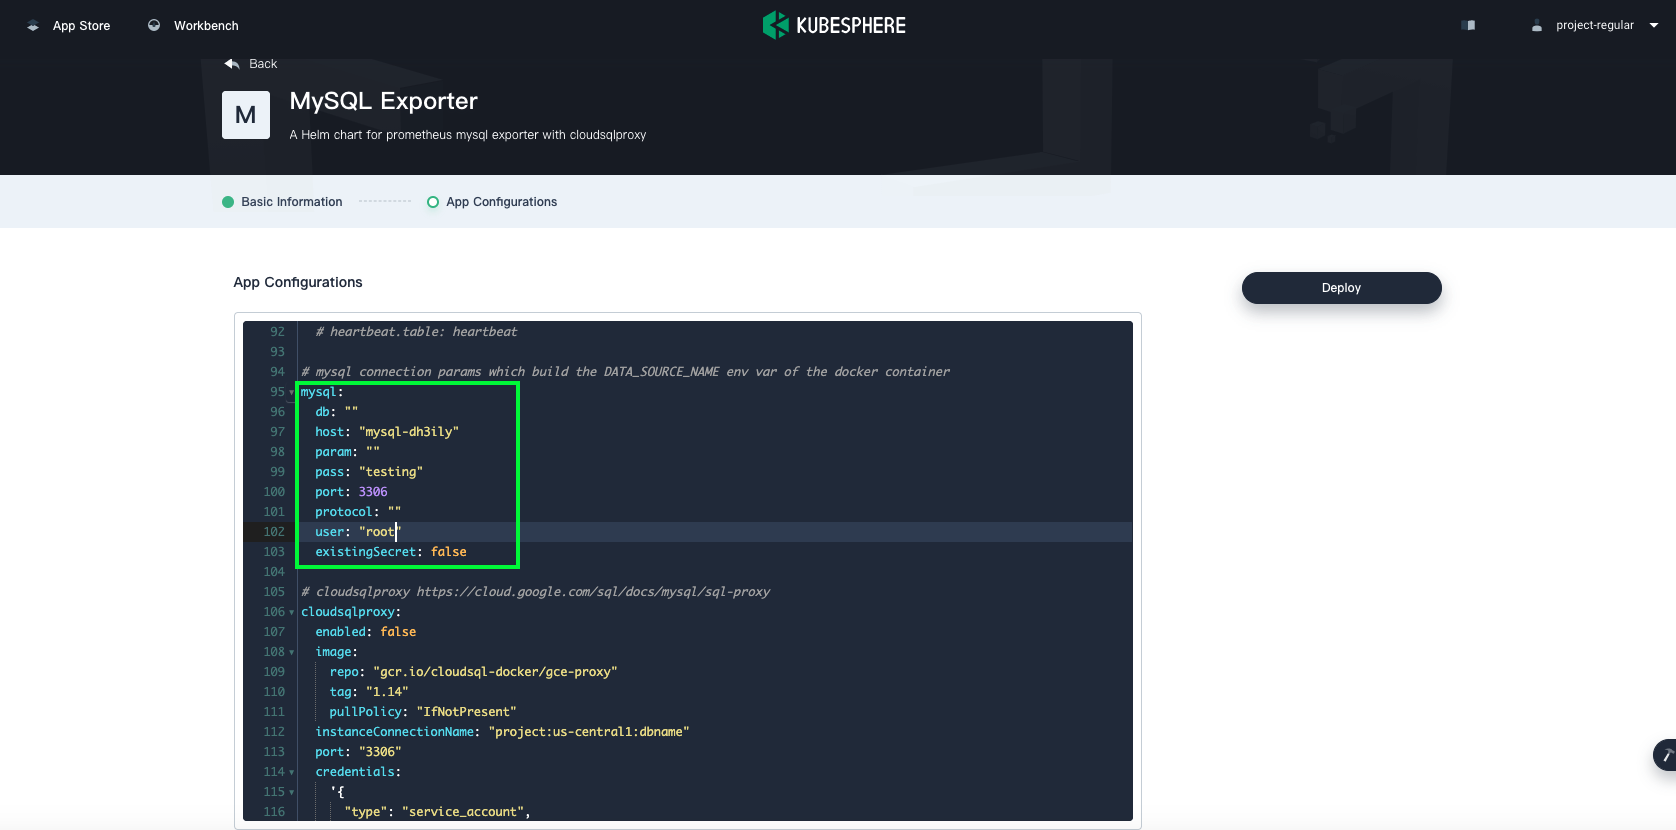 App Store
Workbench
KUBESPHERE
project-regular
Back
M
MySQL Exporter
A Helm chart for prometheus mysql exporter with cloudsqlproxy
Basic Information
App Configurations
App Configurations
Deploy
92 # heartbeat.table: heartbeat
93
94 # mysql connection params which build the DATA_SOURCE_NAME env var of the docker container
95 mysql:
96 db: ""
97 host: "mysql-dh3ily"
98 param: ""
99 pass: "testing"
100 port: 3306
101 protocol: ""
102 user: "root"
103 existingSecret: false
104
105 # cloudsqlproxy https://cloud.google.com/sql/docs/mysql/sql-proxy
106 cloudsqlproxy:
107 enabled: false
108 image:
109 repo: "gcr.io/cloudsql-docker/gce-proxy"
110 tag: "1.14"
111 pullPolicy: "IfNotPresent"
112 instanceConnectionName: "project:us-central1:dbname"
113 port: "3306"
114 credentials:
115 '{
116 "type": "service_account",